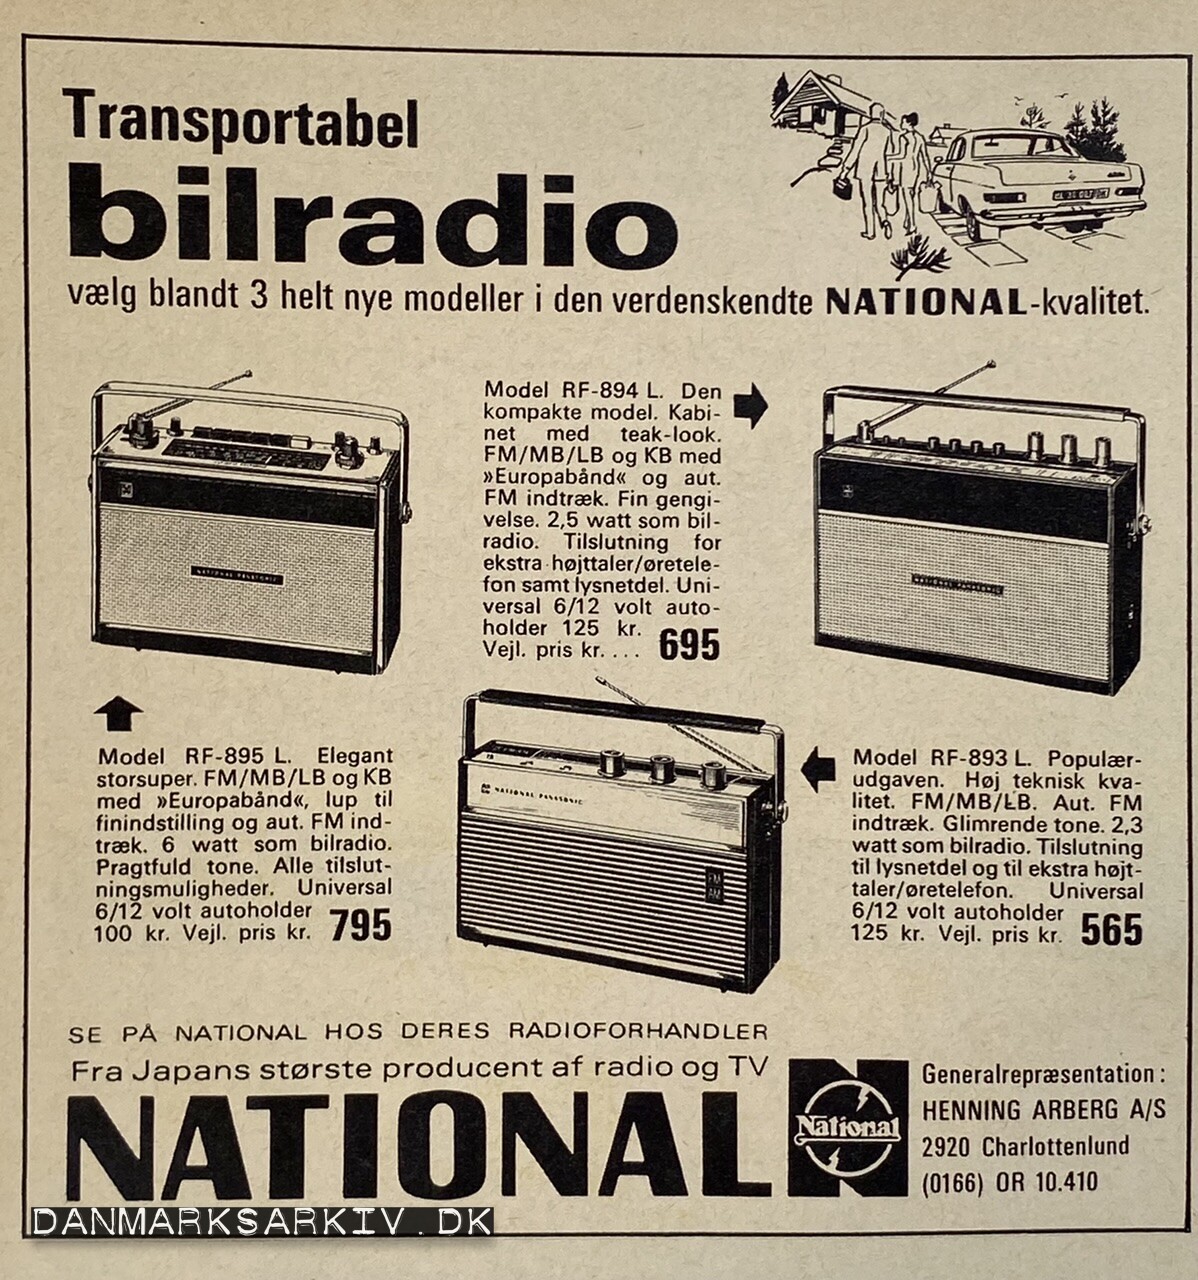 Transportabel
bilradio
vælg blandt 3 helt nye modeller i den verdenskendte NATIONAL-kvalitet.
Model RF-894 L. Den
kompakte model. Kabi-
net med teak-look.
FM/MB/LB og KB med
»Europabånd« og aut.
FM indtræk. Fin gengi-
velse. 2,5 watt som bil-
radio. Tilslutning for
ekstra højttaler/øretele-
fon samt lysnetdel. Uni-
versal 6/12 volt auto-
holder 125 kr.
Vejl. pris kr. ... 695
NATIONAL PANASONIC
NATIONAL PANASONIC
Model RF-895 L. Elegant
storsuper. FM/MB/LB og KB
med »Europabånd«, lup til
finindstilling og aut. FM ind-
træk. 6 watt som bilradio.
Pragtfuld tone. Alle tilslut-
ningsmuligheder. Universal
6/12 volt autoholder
100 kr. Vejl. pris kr. 795
NATIONAL PANASONIC
FM
AM
Model RF-893 L. Populær-
udgaven. Høj teknisk kva-
litet. FM/MB/LB. Aut. FM
indtræk. Glimrende tone. 2,3
watt som bilradio. Tilslutning
til lysnetdel og til ekstra højt-
taler/øretelefon. Universal
6/12 volt autoholder
125 kr. Vejl. pris kr. 565
SE PÅ NATIONAL HOS DERES RADIOFORHANDLER
Fra Japans største producent af radio og TV
NATIONAL
National
Generalrepræsentation:
HENNING ARBERG A/S
2920 Charlottenlund
(0166) OR 10.410
DANMARKSARKIV.DK